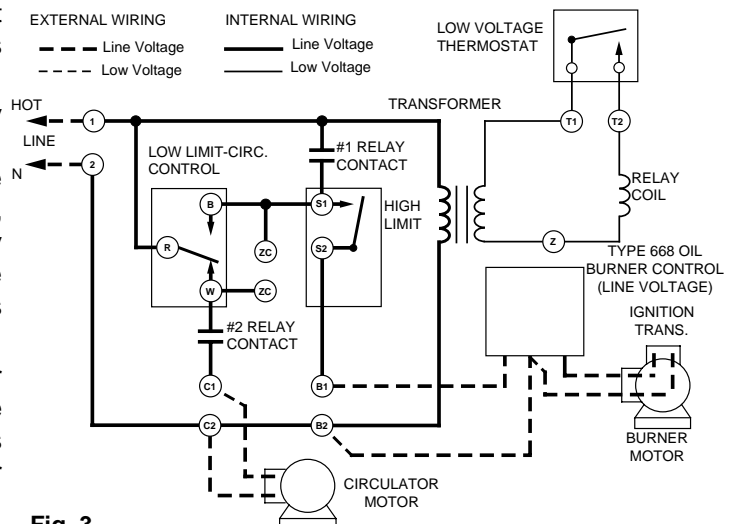 EXTERNAL WIRING
Line Voltage
Low Voltage
INTERNAL WIRING
Line Voltage
Low Voltage
LOW VOLTAGE
THERMOSTAT
HOT
LINE
N
1
2
TRANSFORMER
T1
T2
LOW LIMIT-CIRC.
CONTROL
#1 RELAY
CONTACT
B
R
W
ZC
ZC
S1
S2
HIGH
LIMIT
RELAY
COIL
Z
TYPE 668 OIL
BURNER CONTROL
(LINE VOLTAGE)
IGNITION
TRANS.
#2 RELAY
CONTACT
C1
B1
C2
B2
BURNER
MOTOR
CIRCULATOR
MOTOR